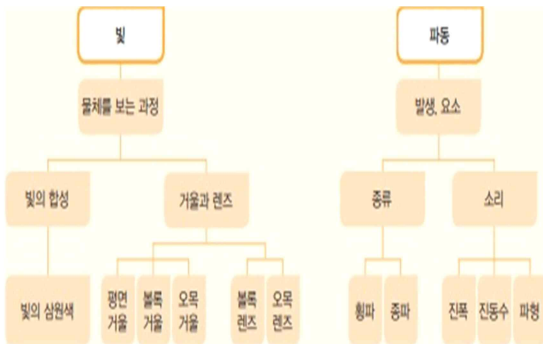 빛
파동
물체를 보는 과정
발생, 요소
빛의 합성
거울과 렌즈
종류
소리
빛의 삼원색
평면
거울
볼록
거울
오목
거울
볼록
렌즈
오목
렌즈
횡파
종파
진폭
진동수
파형